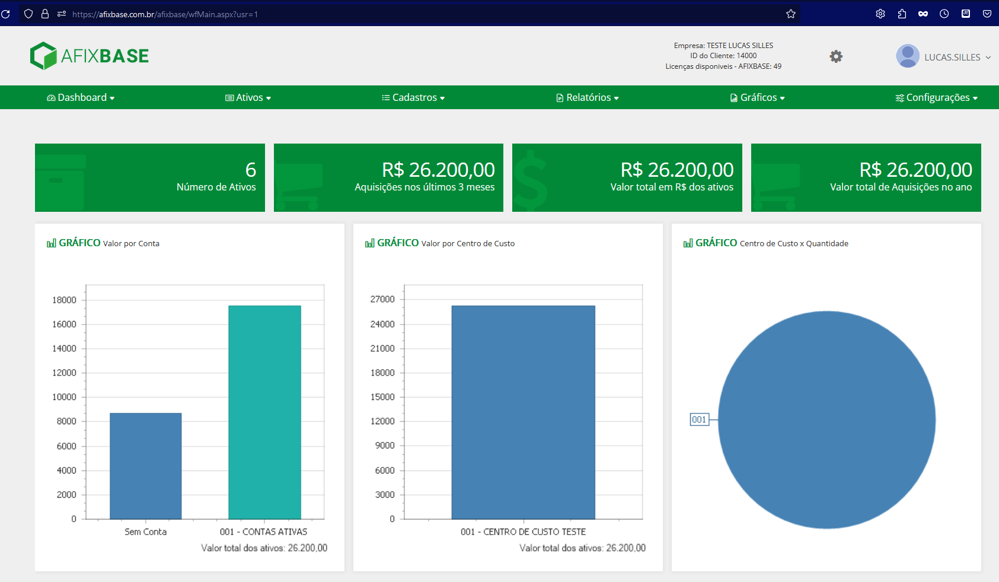 https://afixbase.com.br/afixbase/wfMain.aspx?usr=1
AFIXBASE
Empresa: TESTE LUCAS SILLES
ID do Cliente: 14000
Licenças disponiveis - AFIXBASE: 49
LUCAS.SILLES
Dashboard
Ativos
Cadastros
Relatórios
Gráficos
Configurações
6
Número de Ativos
R$ 26.200,00
Aquisições nos últimos 3 meses
R$ 26.200,00
Valor total em R$ dos ativos
R$ 26.200,00
Valor total de Aquisições no ano
GRÁFICO Valor por Conta
18000
16000
14000
12000
10000
8000
6000
4000
2000
0
Sem Conta
001 - CONTAS ATIVAS
Valor total dos ativos: 26.200,00
GRÁFICO Valor por Centro de Custo
27000
24000
21000
18000
15000
12000
9000
6000
3000
0
001 - CENTRO DE CUSTO TESTE
Valor total dos ativos: 26.200,00
GRÁFICO Centro de Custo x Quantidade
001